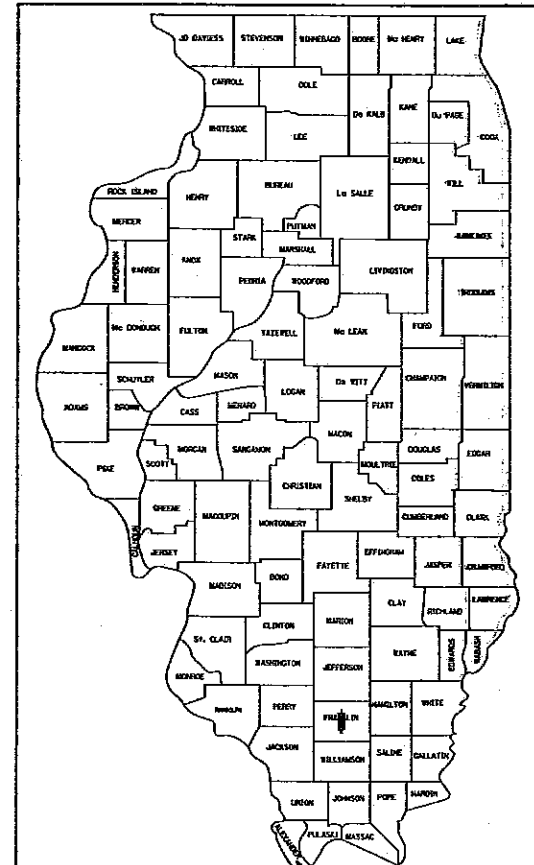 JO DAVIESS STEVENSON WINNEBAGO BOONE Mc HENRY LAKE
CARROLL OGLE De KALB KANE Du PAGE COOK
WHITESIDE LEE KENDALL WILL
ROCK ISLAND HENRY BUREAU La SALLE GRUNDY
MERCER PUTNAM KANKAKEE
HENDERSON WARREN KNOX STARK MARSHALL LIVINGSTON
PEORIA WOODFORD IROQUOIS
HANCOCK Mc DONOUGH FULTON TAZEWELL Mc LEAN FORD
SCHUYLER MASON LOGAN De WITT CHAMPAIGN VERMILION
ADAMS BROWN CASS MENARD PIATT
MACON
PIKE SCOTT MORGAN SANGAMON MOULTRIE DOUGLAS EDGAR
CHRISTIAN COLES
SHELBY
GREENE MACOUPIN MONTGOMERY CUMBERLAND CLARK
CALHOUN JERSEY FAYETTE EFFINGHAM JASPER CRAWFORD
MADISON BOND
CLAY RICHLAND LAWRENCE
St. CLAIR CLINTON MARION
WASHINGTON JEFFERSON WAYNE EDWARDS WABASH
MONROE
RANDOLPH PERRY FRANKLIN HAMILTON WHITE
JACKSON WILLIAMSON SALINE GALLATIN
UNION JOHNSON POPE HARDIN
ALEXANDER PULASKI MASSAC